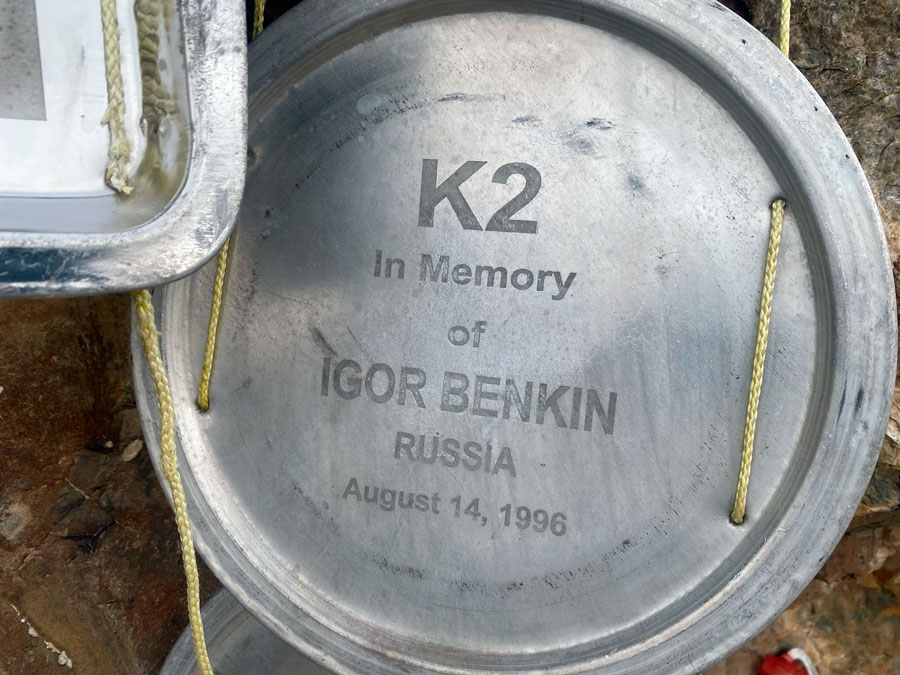 K2
In Memory
of
IGOR BENKIN
RUSSIA
August 14, 1996